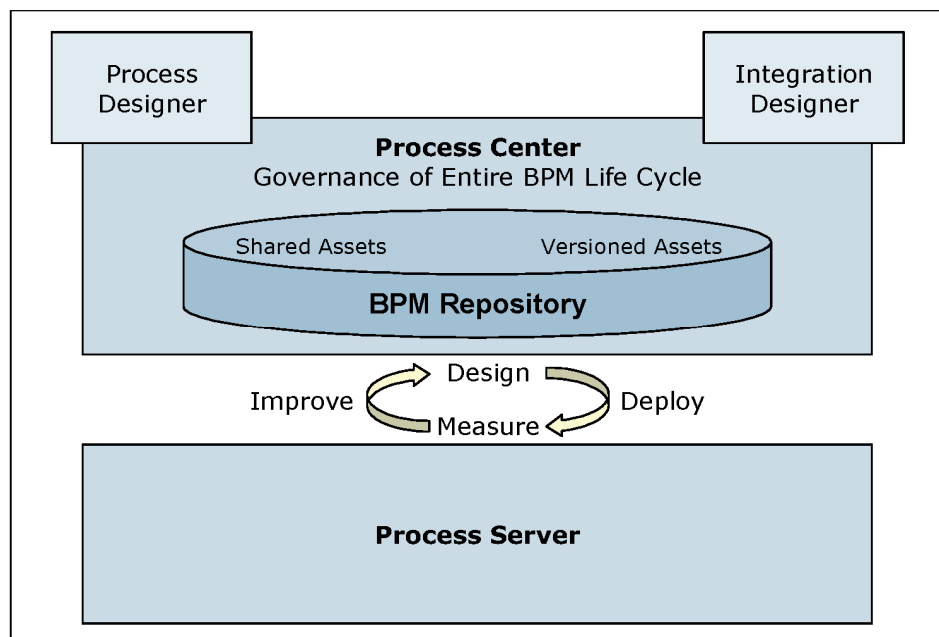 Process
Designer
Integration
Designer
Process Center
Governance of Entire BPM Life Cycle
Shared Assets
Versioned Assets
BPM Repository
Design
Improve
Deploy
Measure
Process Server